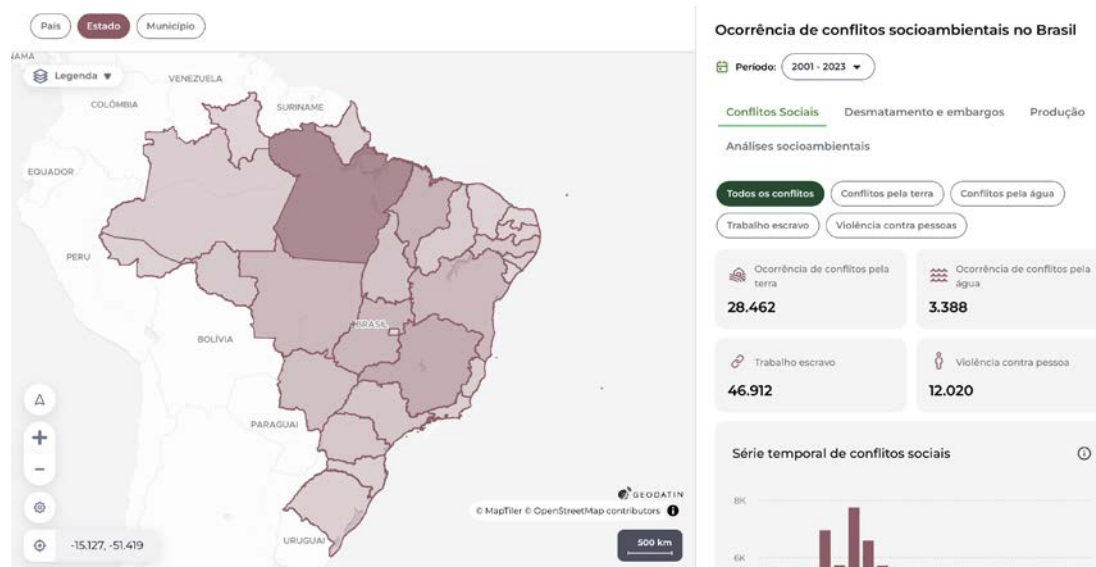 País
Estado
Município
Legenda
VENEZUELA
COLÔMBIA
SURINAME
EQUADOR
PERU
BRASIL
BOLÍVIA
PARAGUAI
URUGUAI
GEODATIN
© MapTiler © OpenStreetMap contributors
500 km
-15.127, -51.419
Ocorrência de conflitos socioambientais no Brasil
Período: 2001 - 2023
Conflitos Sociais
Desmatamento e embargos
Produção
Análises socioambientais
Todos os conflitos
Conflitos pela terra
Conflitos pela água
Trabalho escravo
Violência contra pessoas
Ocorrência de conflitos pela
terra
28.462
Ocorrência de conflitos pela
água
3.388
Trabalho escravo
46.912
Violência contra pessoa
12.020
Série temporal de conflitos sociais
8K
6K